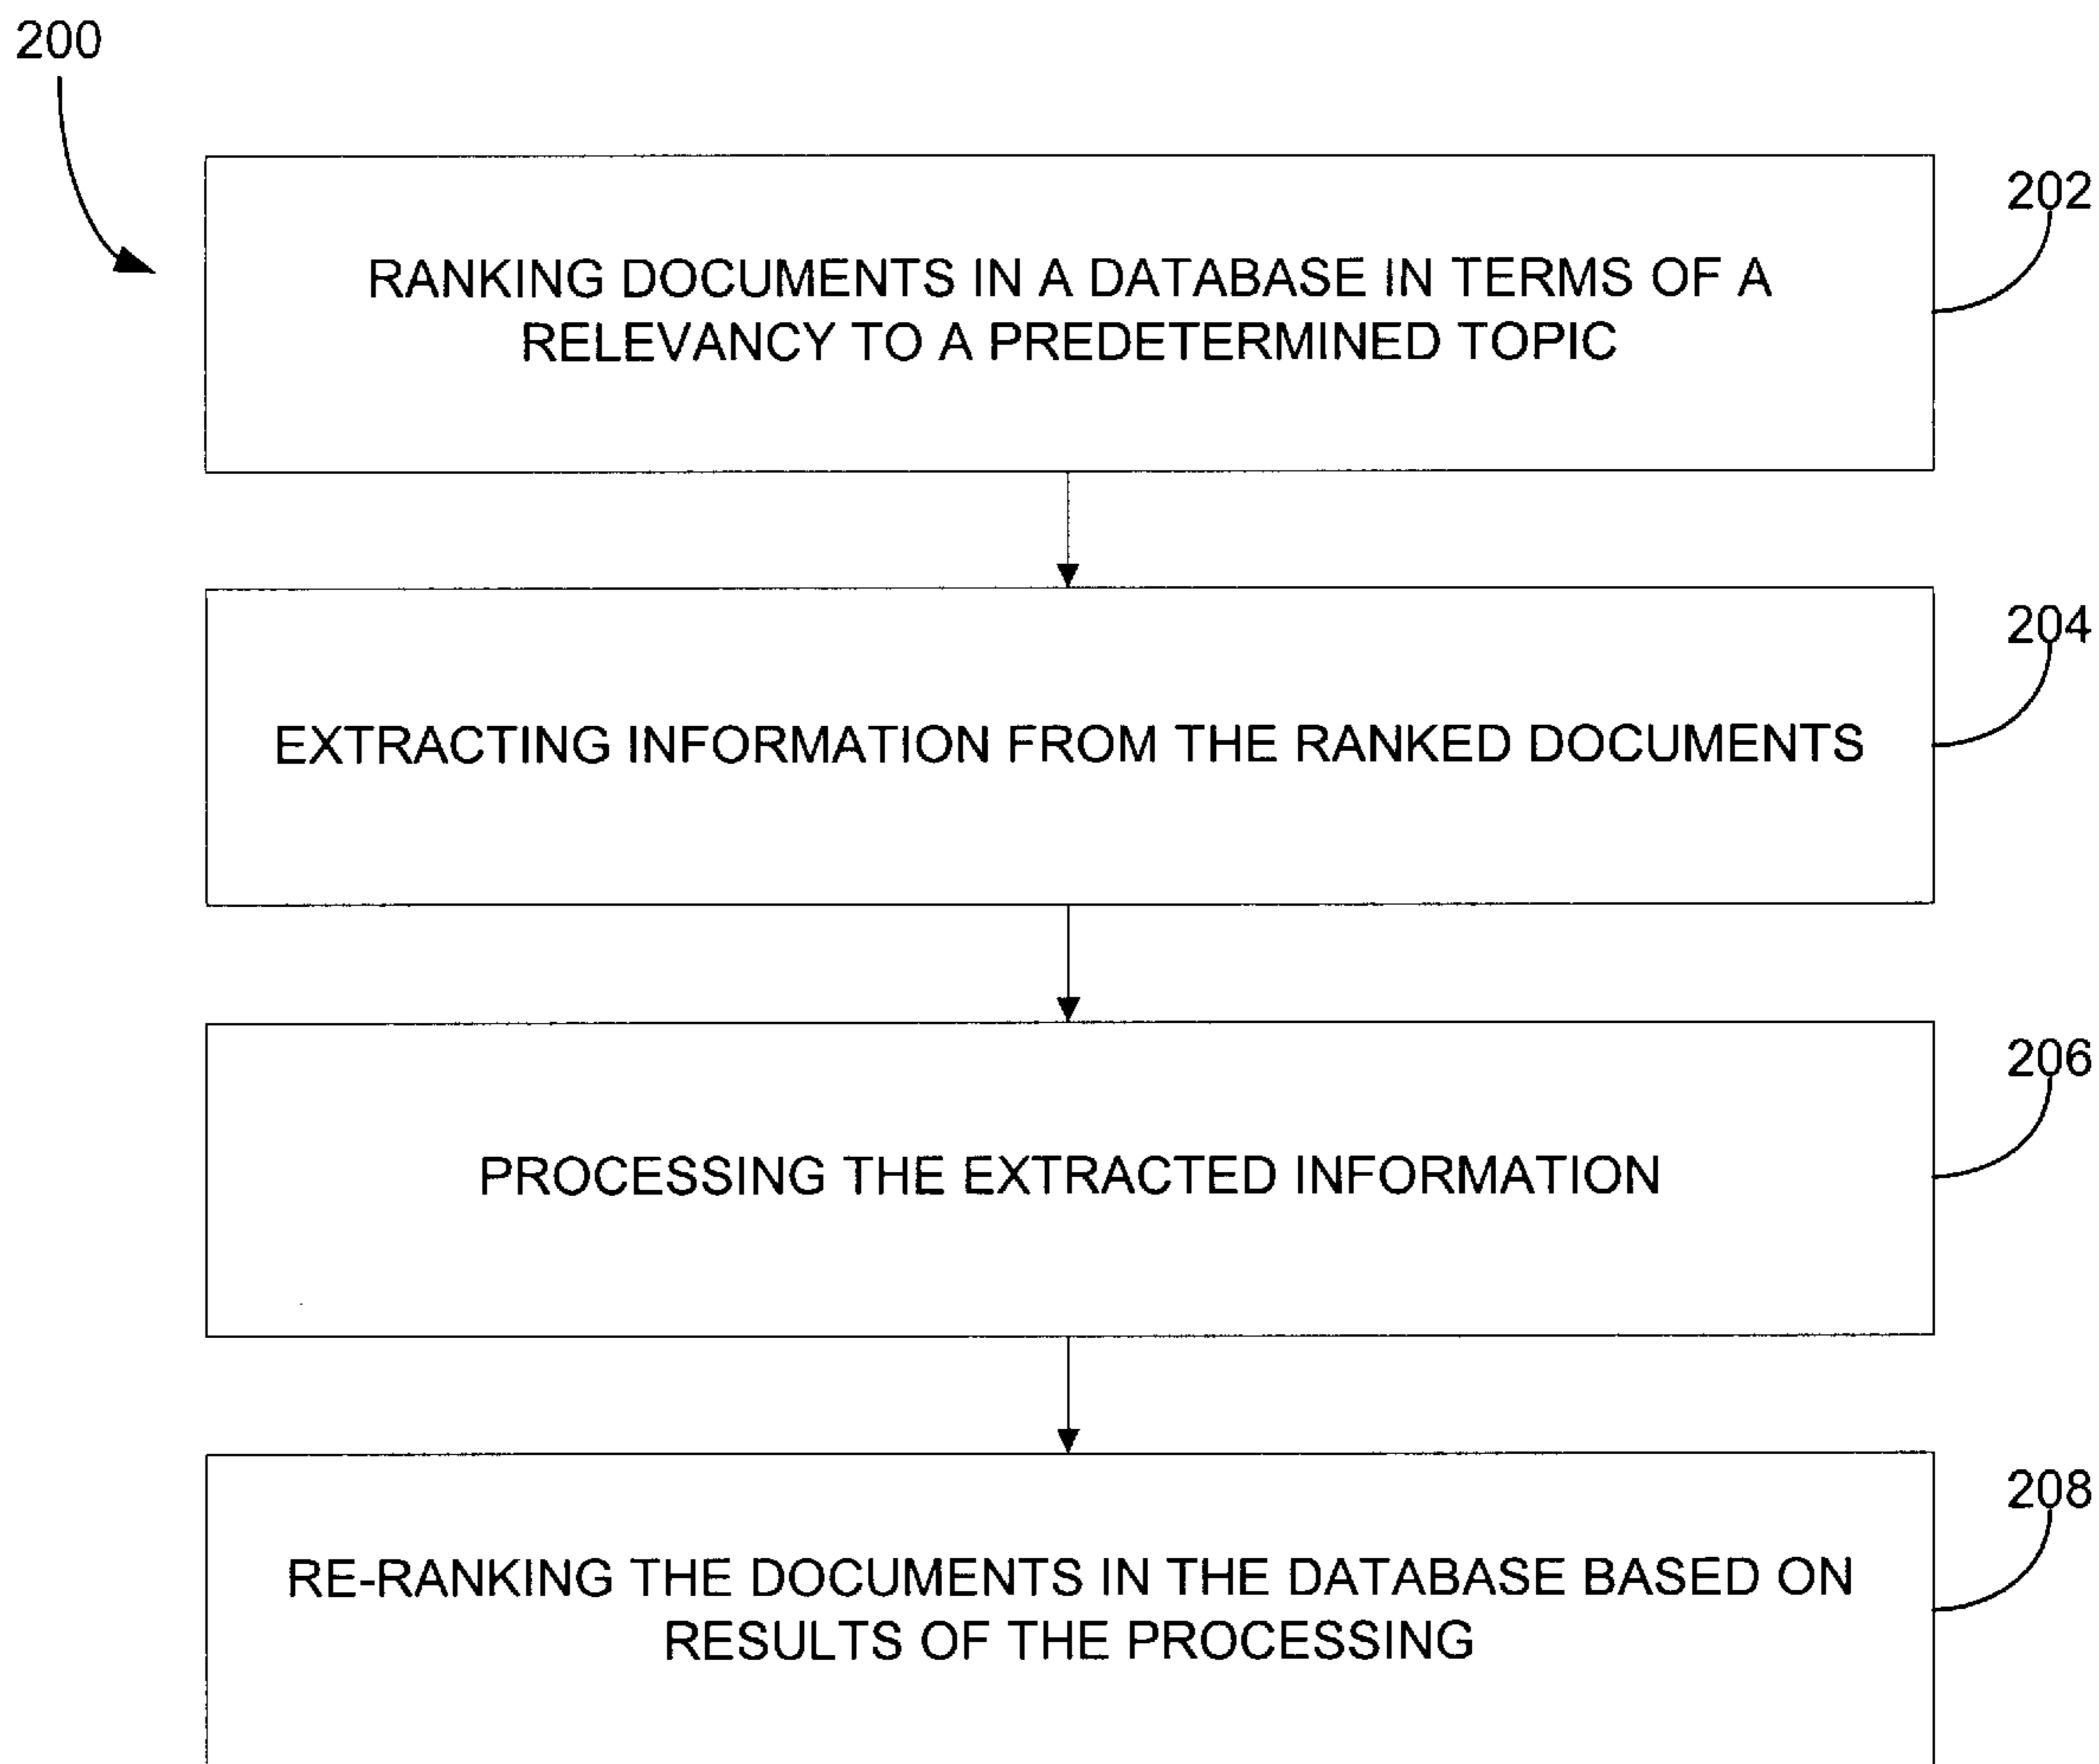 200
202
RANKING DOCUMENTS IN A DATABASE IN TERMS OF A
RELEVANCY TO A PREDETERMINED TOPIC
204
EXTRACTING INFORMATION FROM THE RANKED DOCUMENTS
206
PROCESSING THE EXTRACTED INFORMATION
208
RE-RANKING THE DOCUMENTS IN THE DATABASE BASED ON
RESULTS OF THE PROCESSING